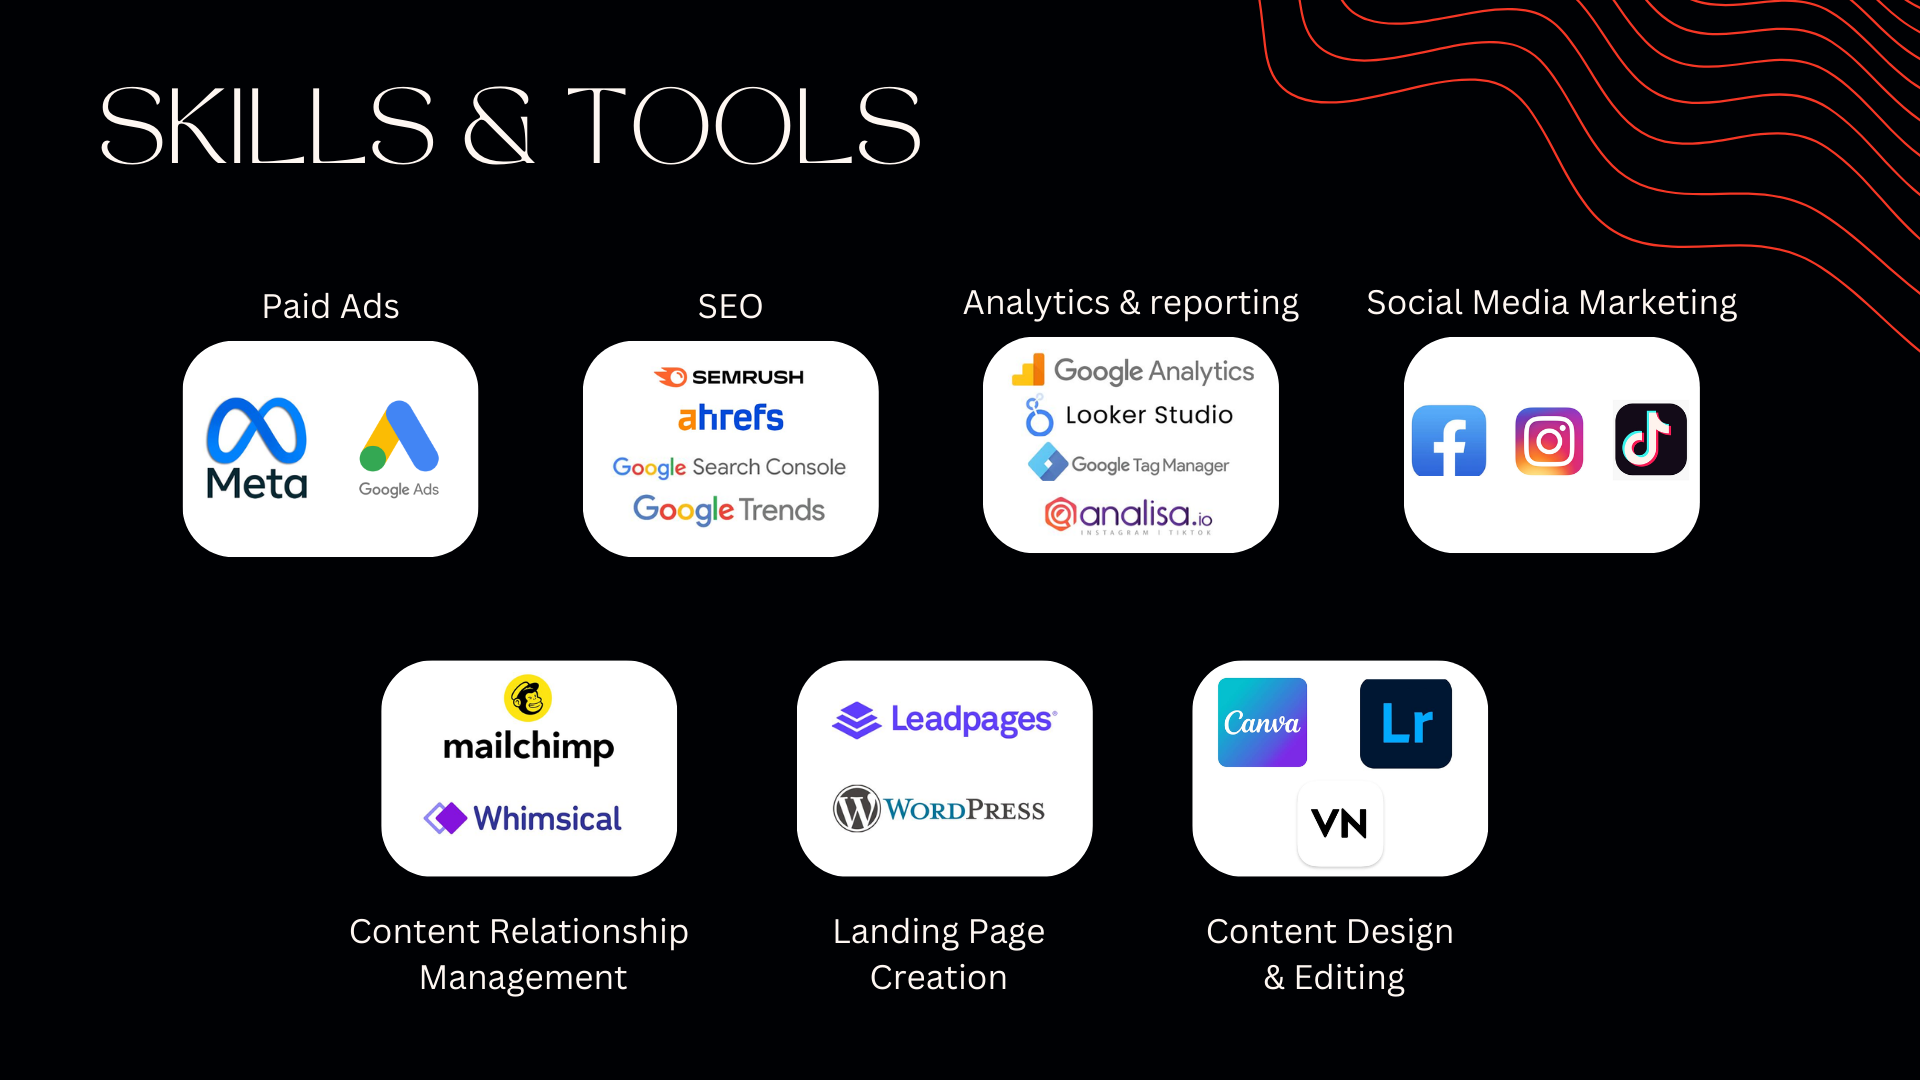 SKILLS & TOOLS
Paid Ads
SEO
Analytics & reporting
Social Media Marketing
Meta
Google Ads
SEMRUSH
ahrefs
Google Search Console
Google Trends
Google Analytics
Looker Studio
Google Tag Manager
analisa.io
INSTAGRAM | TIKTOK
mailchimp
Whimsical
Leadpages®
WORDPRESS
Canva
Lr
VN
Content Relationship
Management
Landing Page
Creation
Content Design
& Editing